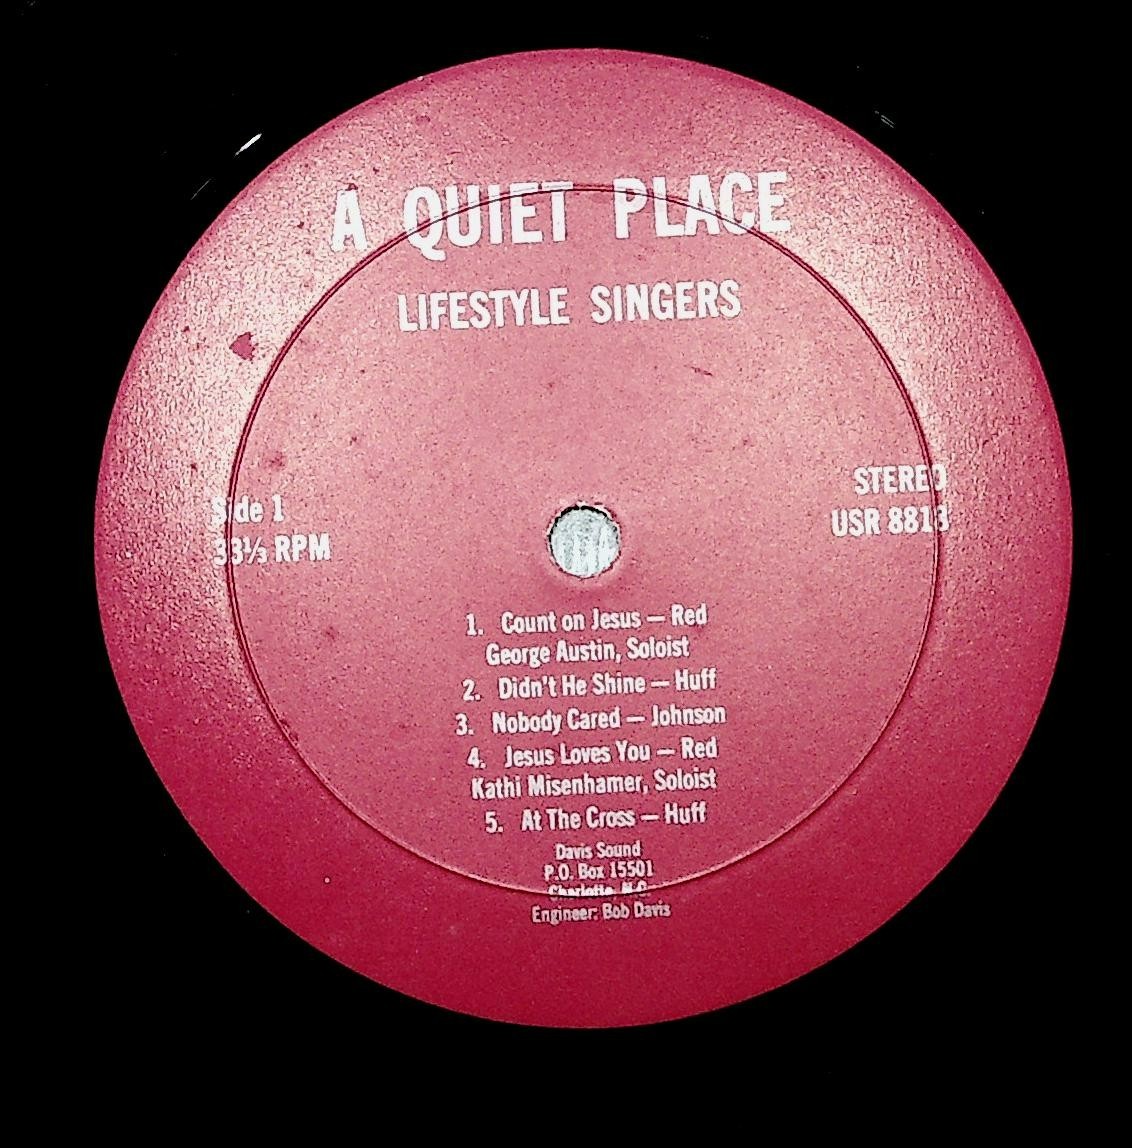 A QUIET PLACE
LIFESTYLE SINGERS
Side 1
33⅓ RPM
STEREO
USR 8813
1. Count on Jesus — Red
George Austin, Soloist
2. Didn't He Shine — Huff
3. Nobody Cared — Johnson
4. Jesus Loves You — Red
Kathi Misenhamer, Soloist
5. At The Cross — Huff
Davis Sound
P.O. Box 15501
Charlotte, N.C.
Engineer: Bob Davis